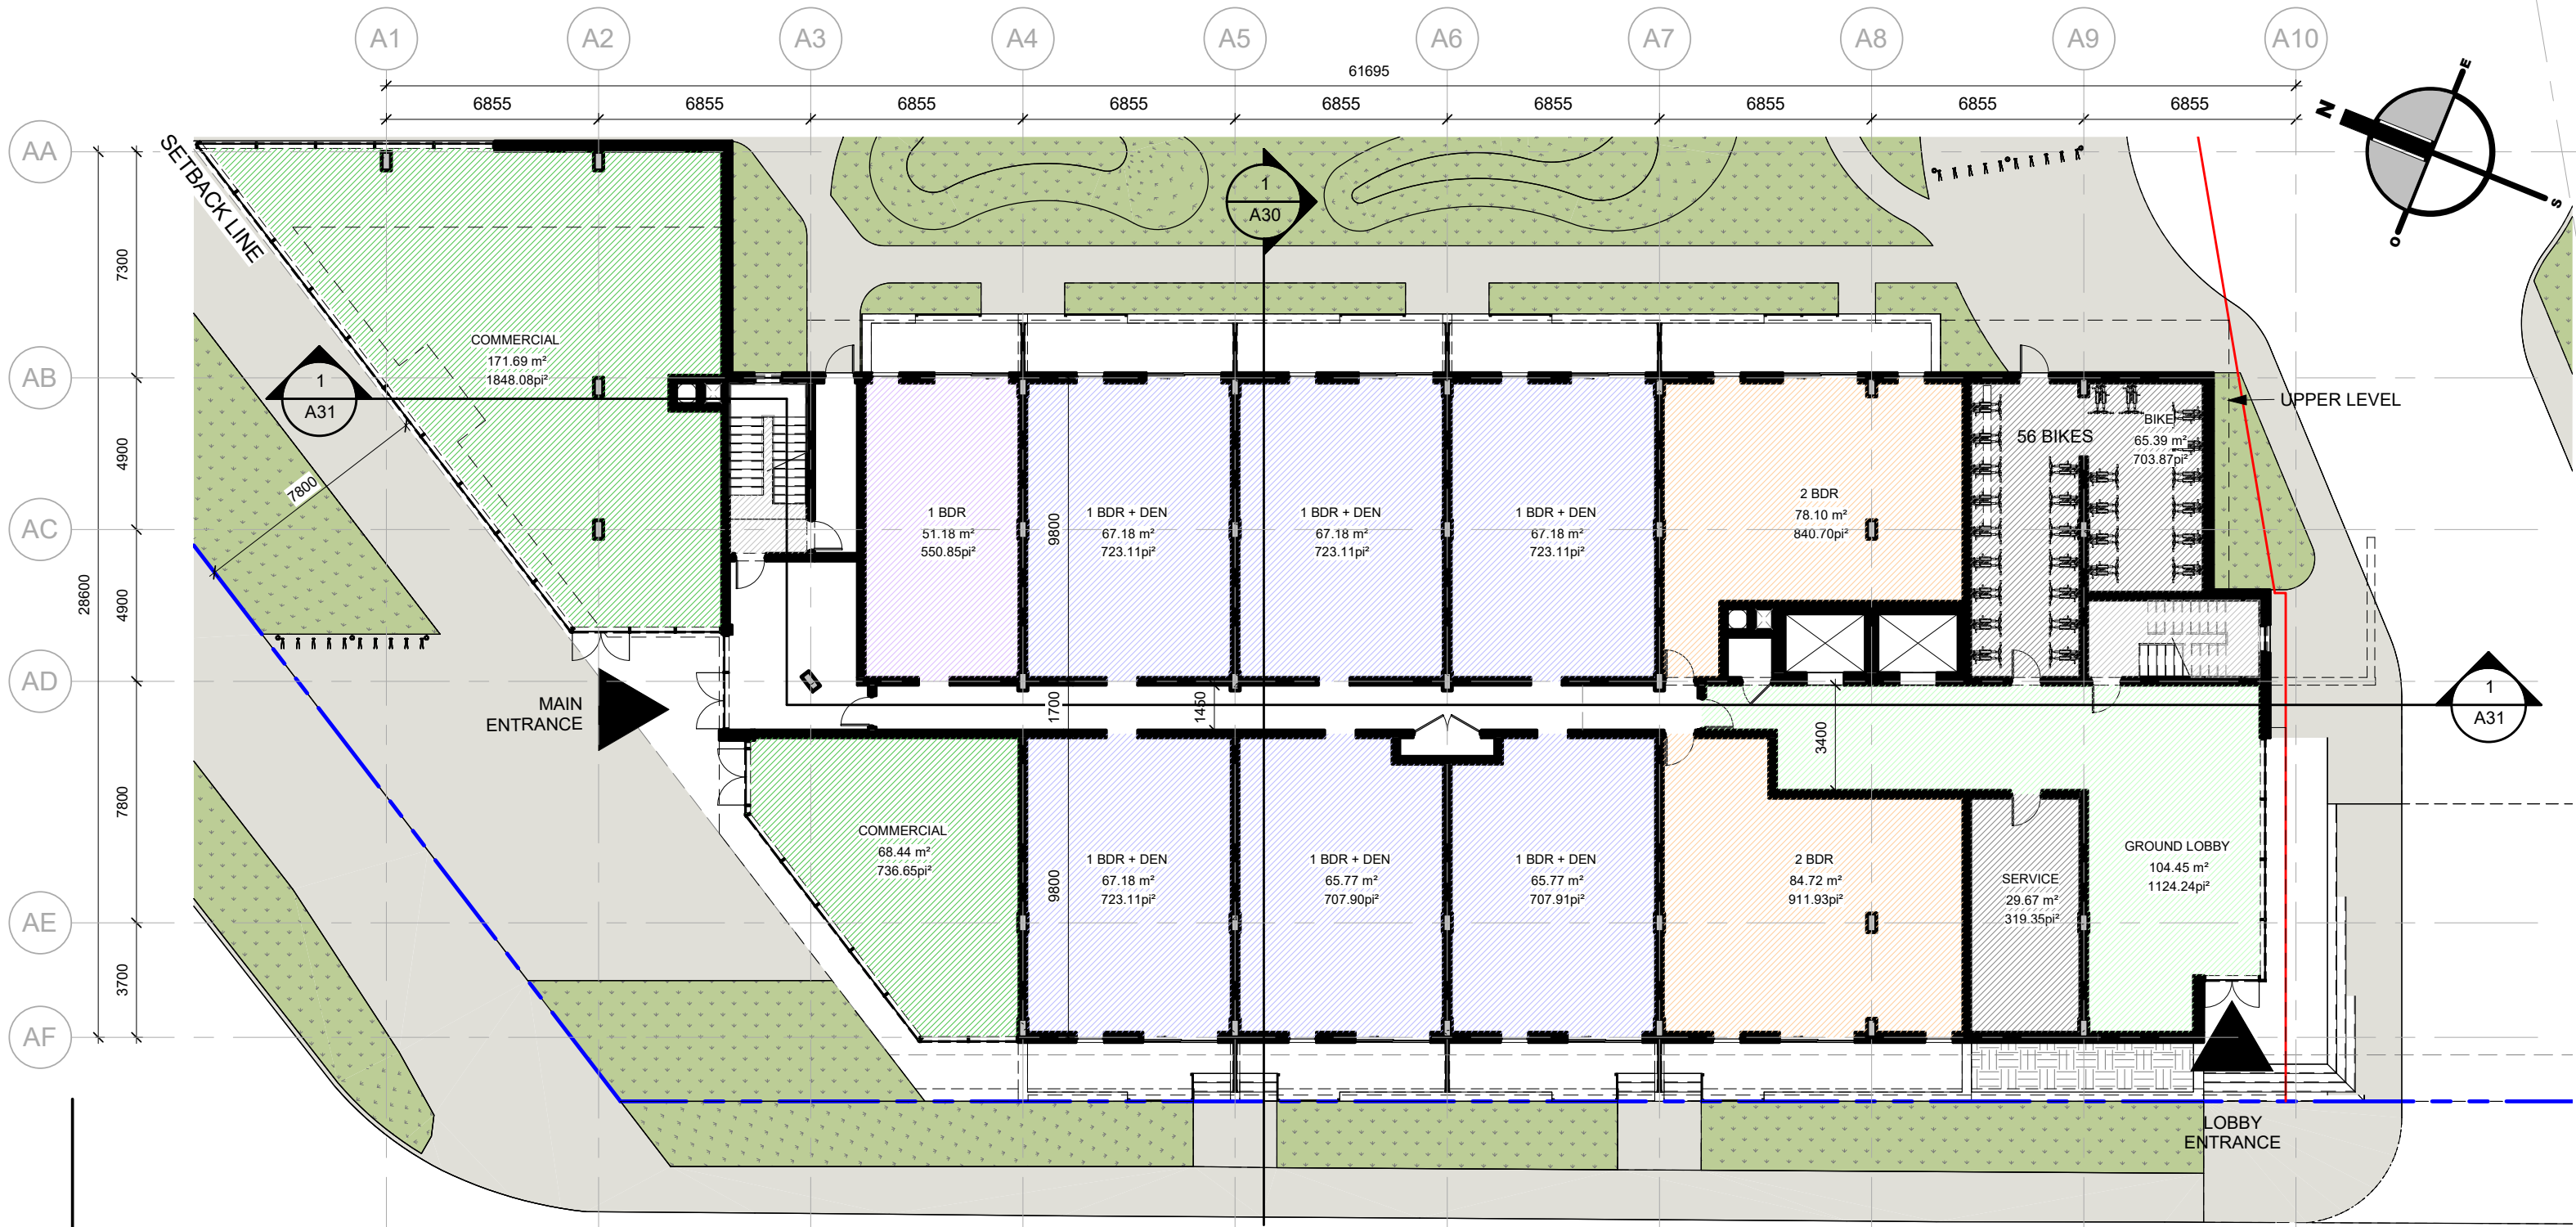 A1 A2 A3 A4 A5 A6 A7 A8 A9 A10
61695
6855 6855 6855 6855 6855 6855 6855 6855 6855
N
E
S
O
AA
AB
AC
AD
AE
AF
7300
4900
4900
7800
3700
28600
SETBACK LINE
1
A30
COMMERCIAL
171.69 m²
1848.08pi²
1
A31
7800
UPPER LEVEL
56 BIKES
BIKE
65.39 m²
703.87pi²
1 BDR
51.18 m²
550.85pi²
1 BDR + DEN
67.18 m²
723.11pi²
9800
1 BDR + DEN
67.18 m²
723.11pi²
1 BDR + DEN
67.18 m²
723.11pi²
2 BDR
78.10 m²
840.70pi²
MAIN
ENTRANCE
1700
1450
3400
1
A31
COMMERCIAL
68.44 m²
736.65pi²
1 BDR + DEN
67.18 m²
723.11pi²
9800
1 BDR + DEN
65.77 m²
707.90pi²
1 BDR + DEN
65.77 m²
707.91pi²
2 BDR
84.72 m²
911.93pi²
SERVICE
29.67 m²
319.35pi²
GROUND LOBBY
104.45 m²
1124.24pi²
LOBBY
ENTRANCE